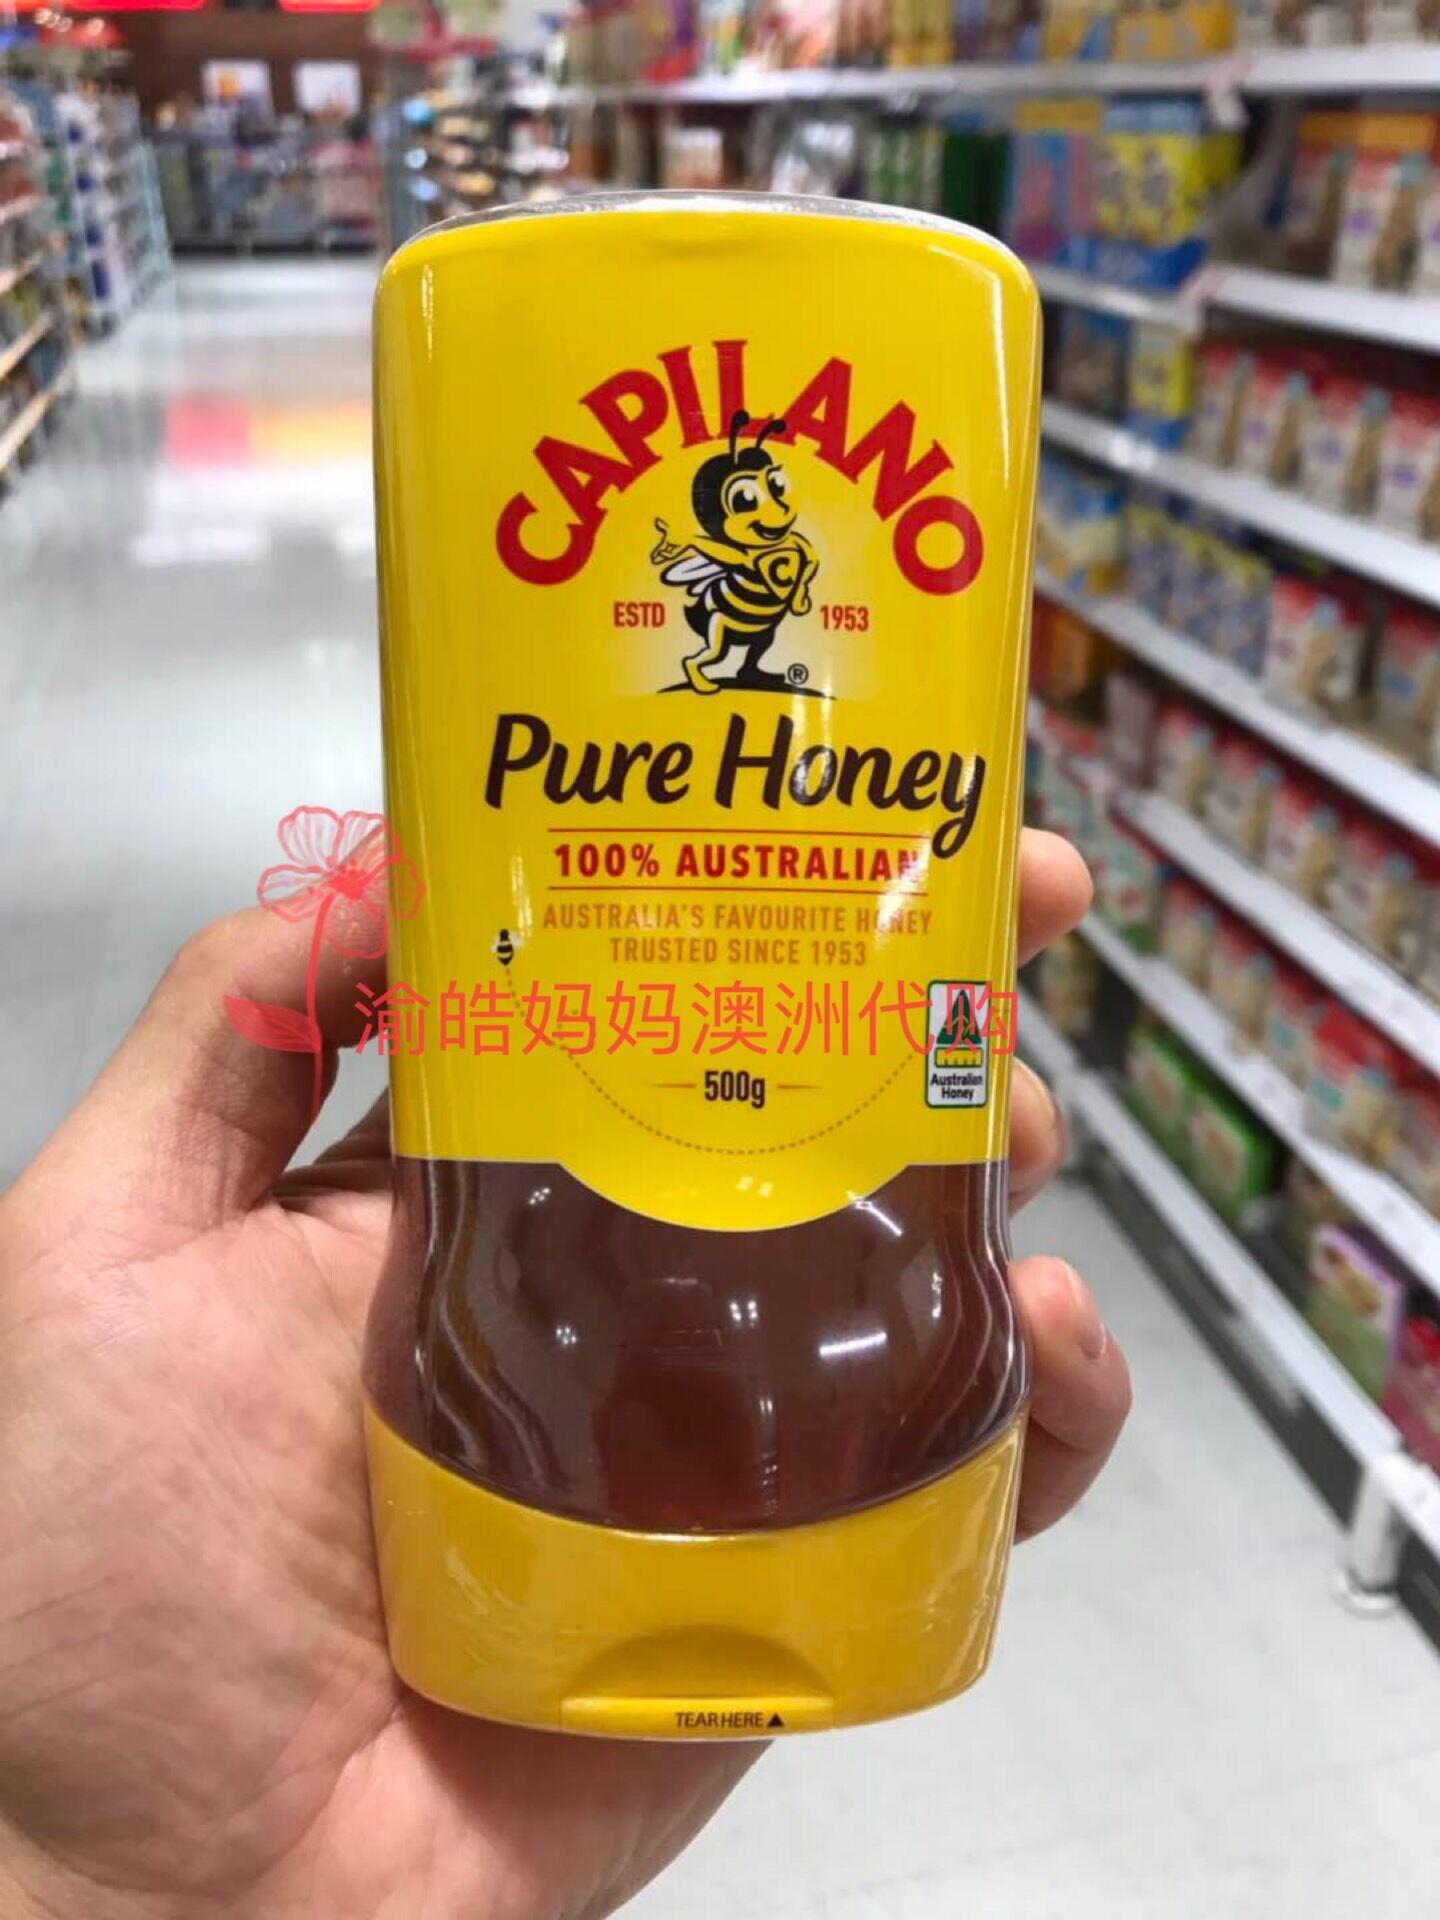 CAPILANO
C
ESTD 1953
®
Pure Honey
100% AUSTRALIAN
AUSTRALIA'S FAVOURITE HONEY
TRUSTED SINCE 1953
渝皓妈妈澳洲代购
500g
Australian
Honey
TEAR HERE▲